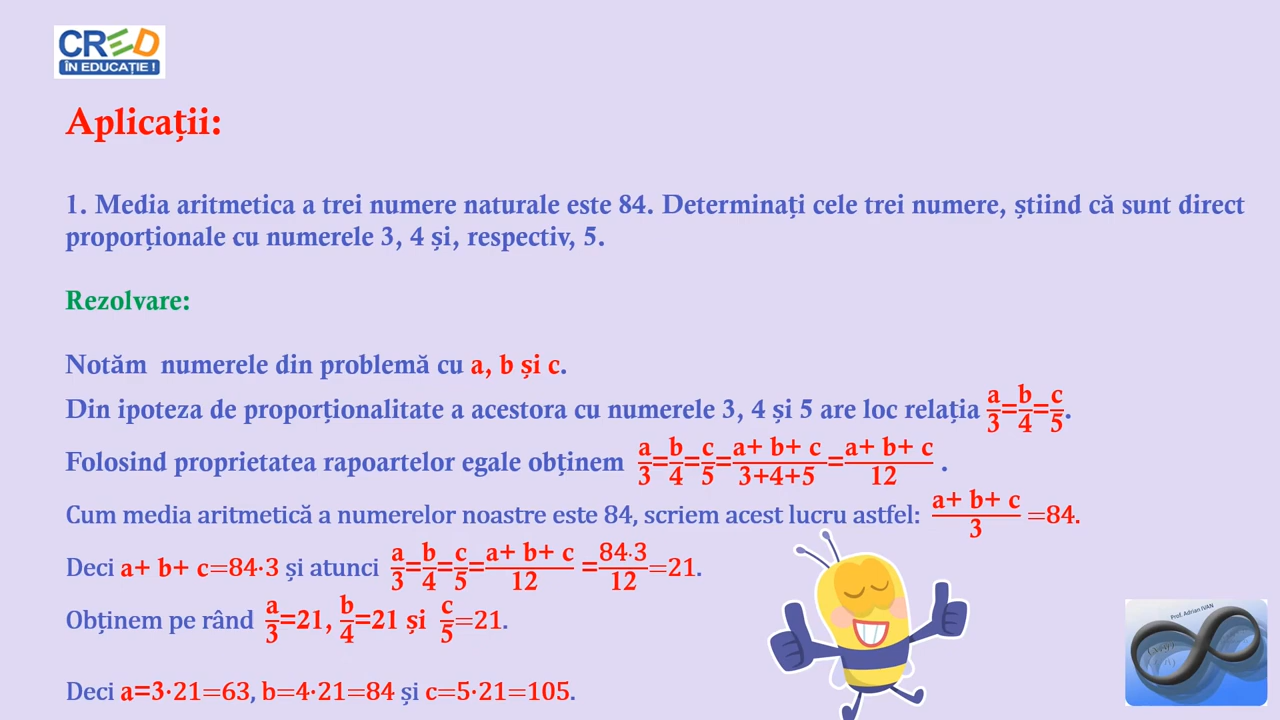 CRED
ÎN EDUCAȚIE !
Aplicații:
1. Media aritmetica a trei numere naturale este 84. Determinați cele trei numere, știind că sunt direct
proporționale cu numerele 3, 4 și, respectiv, 5.
Rezolvare:
Notăm numerele din problemă cu a, b și c.
Din ipoteza de proporționalitate a acestora cu numerele 3, 4 și 5 are loc relația a/3=b/4=c/5.
Folosind proprietatea rapoartelor egale obținem a/3=b/4=c/5=(a+ b+ c)/(3+4+5)=(a+ b+ c)/12 .
Cum media aritmetică a numerelor noastre este 84, scriem acest lucru astfel: (a+ b+ c)/3 =84.
Deci a+ b+ c=84·3 și atunci a/3=b/4=c/5=(a+ b+ c)/12 =(84·3)/12=21.
Obținem pe rând a/3=21, b/4=21 și c/5=21.
Deci a=3·21=63, b=4·21=84 și c=5·21=105.
Prof. Adrian IVAN